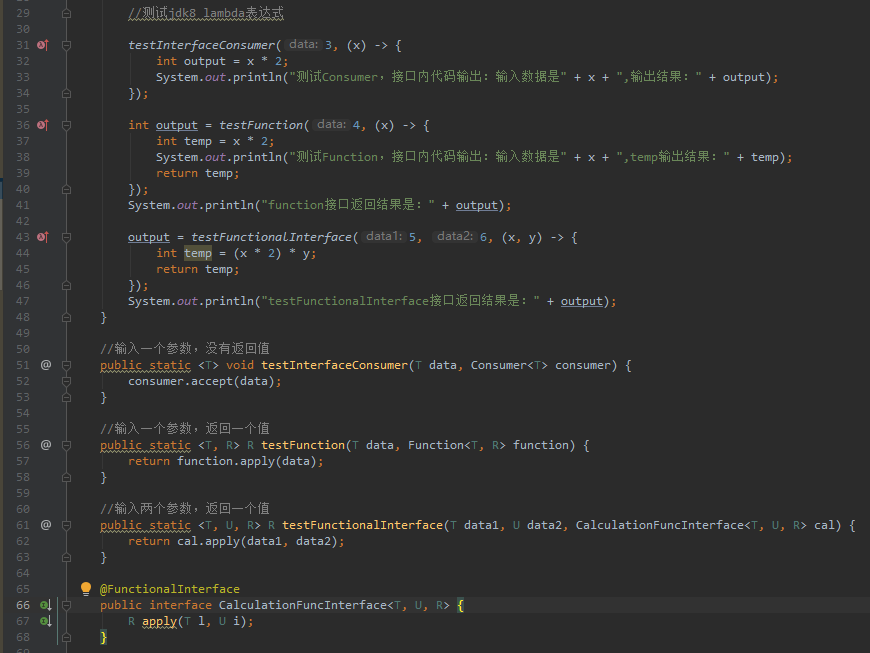 29 //测试jdk8 lambda表达式
30
31 testInterfaceConsumer( data: 3, (x) -> {
32 int output = x * 2;
33 System.out.println("测试Consumer，接口内代码输出：输入数据是" + x + ",输出结果：" + output);
34 });
35
36 int output = testFunction( data: 4, (x) -> {
37 int temp = x * 2;
38 System.out.println("测试Function，接口内代码输出：输入数据是" + x + ",temp输出结果：" + temp);
39 return temp;
40 });
41 System.out.println("function接口返回结果是：" + output);
42
43 output = testFunctionalInterface( data1: 5, data2: 6, (x, y) -> {
44 int temp = (x * 2) * y;
45 return temp;
46 });
47 System.out.println("testFunctionalInterface接口返回结果是：" + output);
48 }
49
50 //输入一个参数，没有返回值
51 @ public static <T> void testInterfaceConsumer(T data, Consumer<T> consumer) {
52 consumer.accept(data);
53 }
54
55 //输入一个参数，返回一个值
56 @ public static <T, R> R testFunction(T data, Function<T, R> function) {
57 return function.apply(data);
58 }
59
60 //输入两个参数，返回一个值
61 @ public static <T, U, R> R testFunctionalInterface(T data1, U data2, CalculationFuncInterface<T, U, R> cal) {
62 return cal.apply(data1, data2);
63 }
64
65 @FunctionalInterface
66 public interface CalculationFuncInterface<T, U, R> {
67 R apply(T l, U i);
68 }